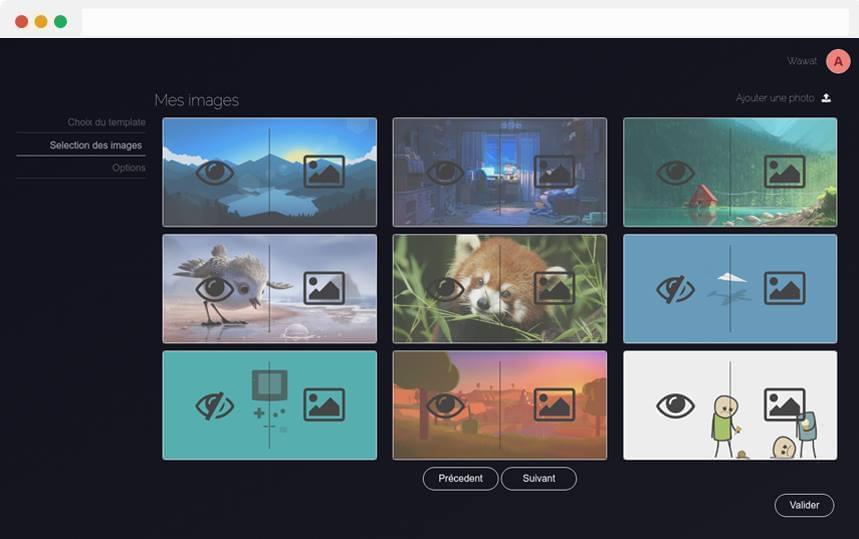 Wawat
A
Mes images
Ajouter une photo
Choix du template
Selection des images
Options
Précedent
Suivant
Valider